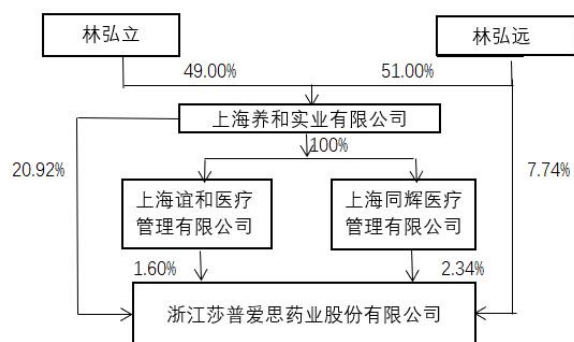 林弘立
林弘远
49.00%
51.00%
上海养和实业有限公司
100%
20.92%
7.74%
上海谊和医疗
管理有限公司
上海同辉医疗
管理有限公司
1.60%
2.34%
浙江莎普爱思药业股份有限公司